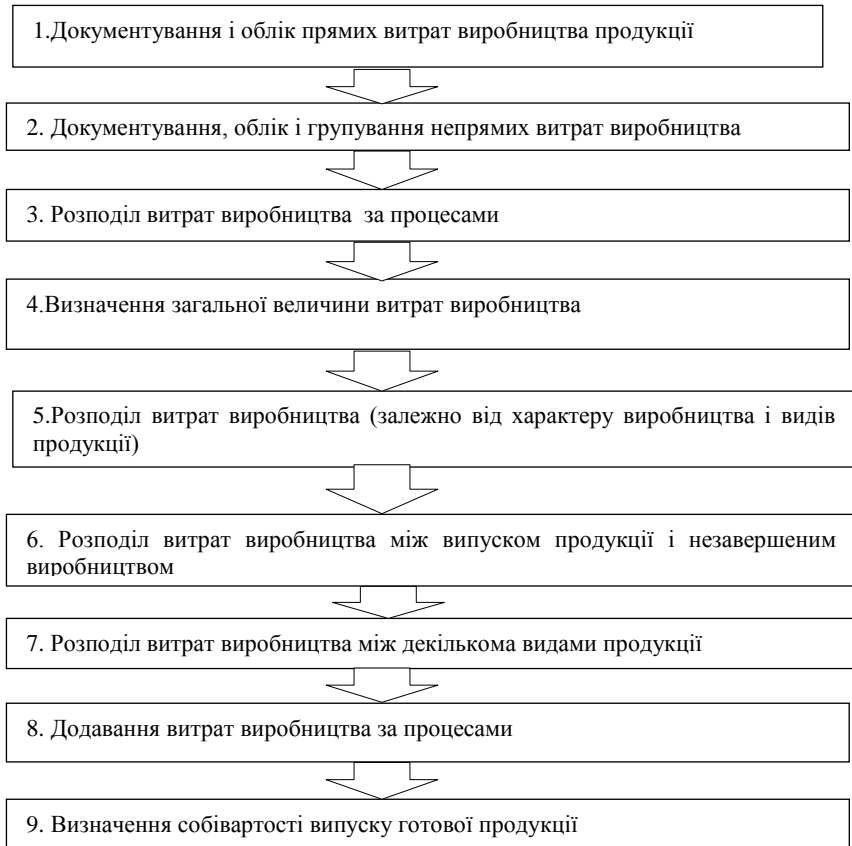 1.Документування і облік прямих витрат виробництва продукції
2. Документування, облік і групування непрямих витрат виробництва
3. Розподіл витрат виробництва за процесами
4.Визначення загальної величини витрат виробництва
5.Розподіл витрат виробництва (залежно від характеру виробництва і видів
продукції)
6. Розподіл витрат виробництва між випуском продукції і незавершеним
виробництвом
7. Розподіл витрат виробництва між декількома видами продукції
8. Додавання витрат виробництва за процесами
9. Визначення собівартості випуску готової продукції